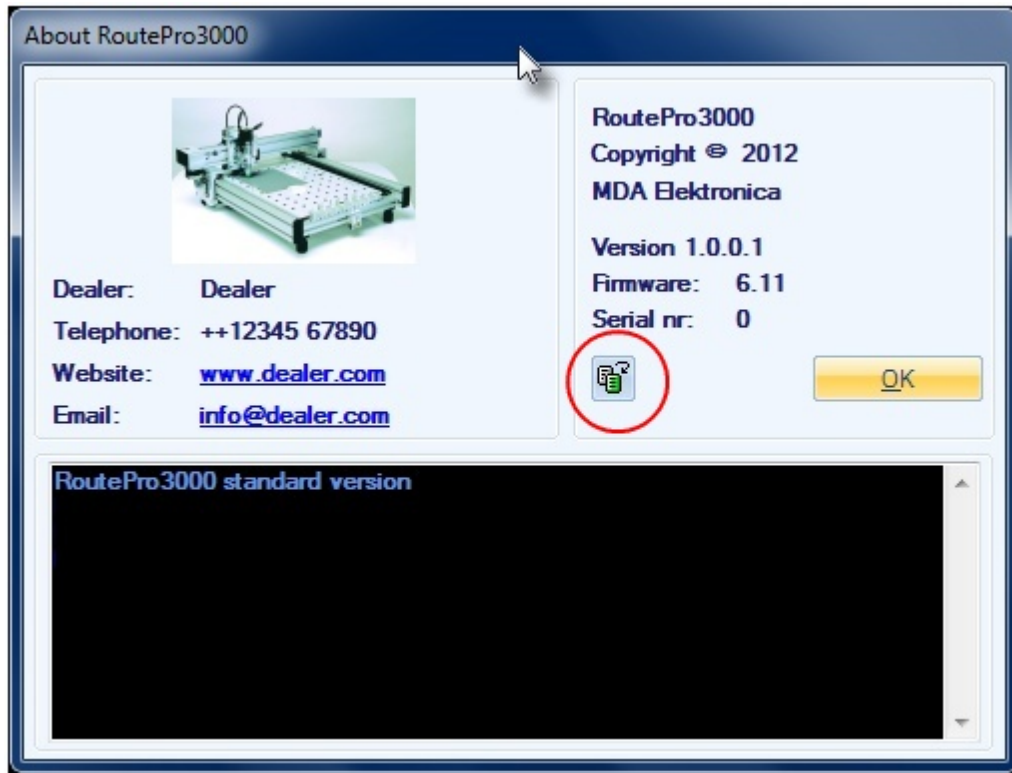 About RoutePro3000
Dealer: Dealer
Telephone: ++12345 67890
Website: www.dealer.com
Email: info@dealer.com
RoutePro3000
Copyright © 2012
MDA Elektronica
Version 1.0.0.1
Firmware: 6.11
Serial nr: 0
OK
RoutePro3000 standard version